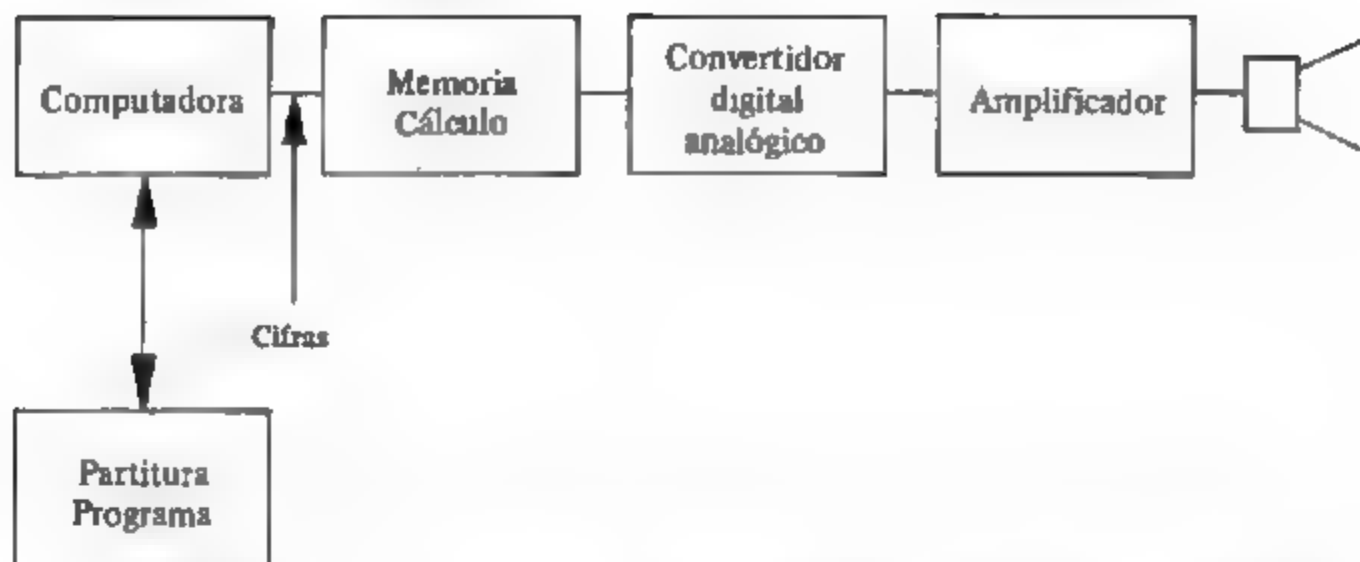 Computadora
Memoria
Cálculo
Convertidor
digital
analógico
Amplificador
Cifras
Partitura
Programa